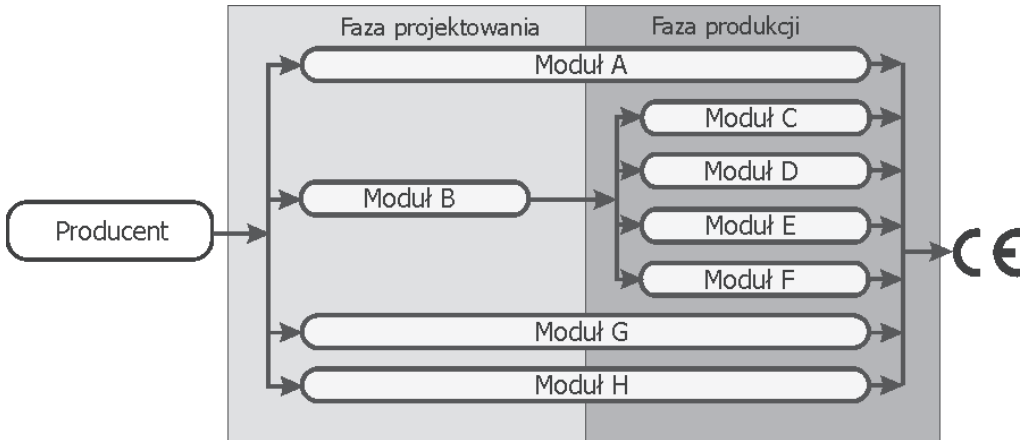 Faza projektowania
Faza produkcji
Moduł A
Moduł C
Moduł D
Moduł B
Moduł E
Producent
CE
Moduł F
Moduł G
Moduł H